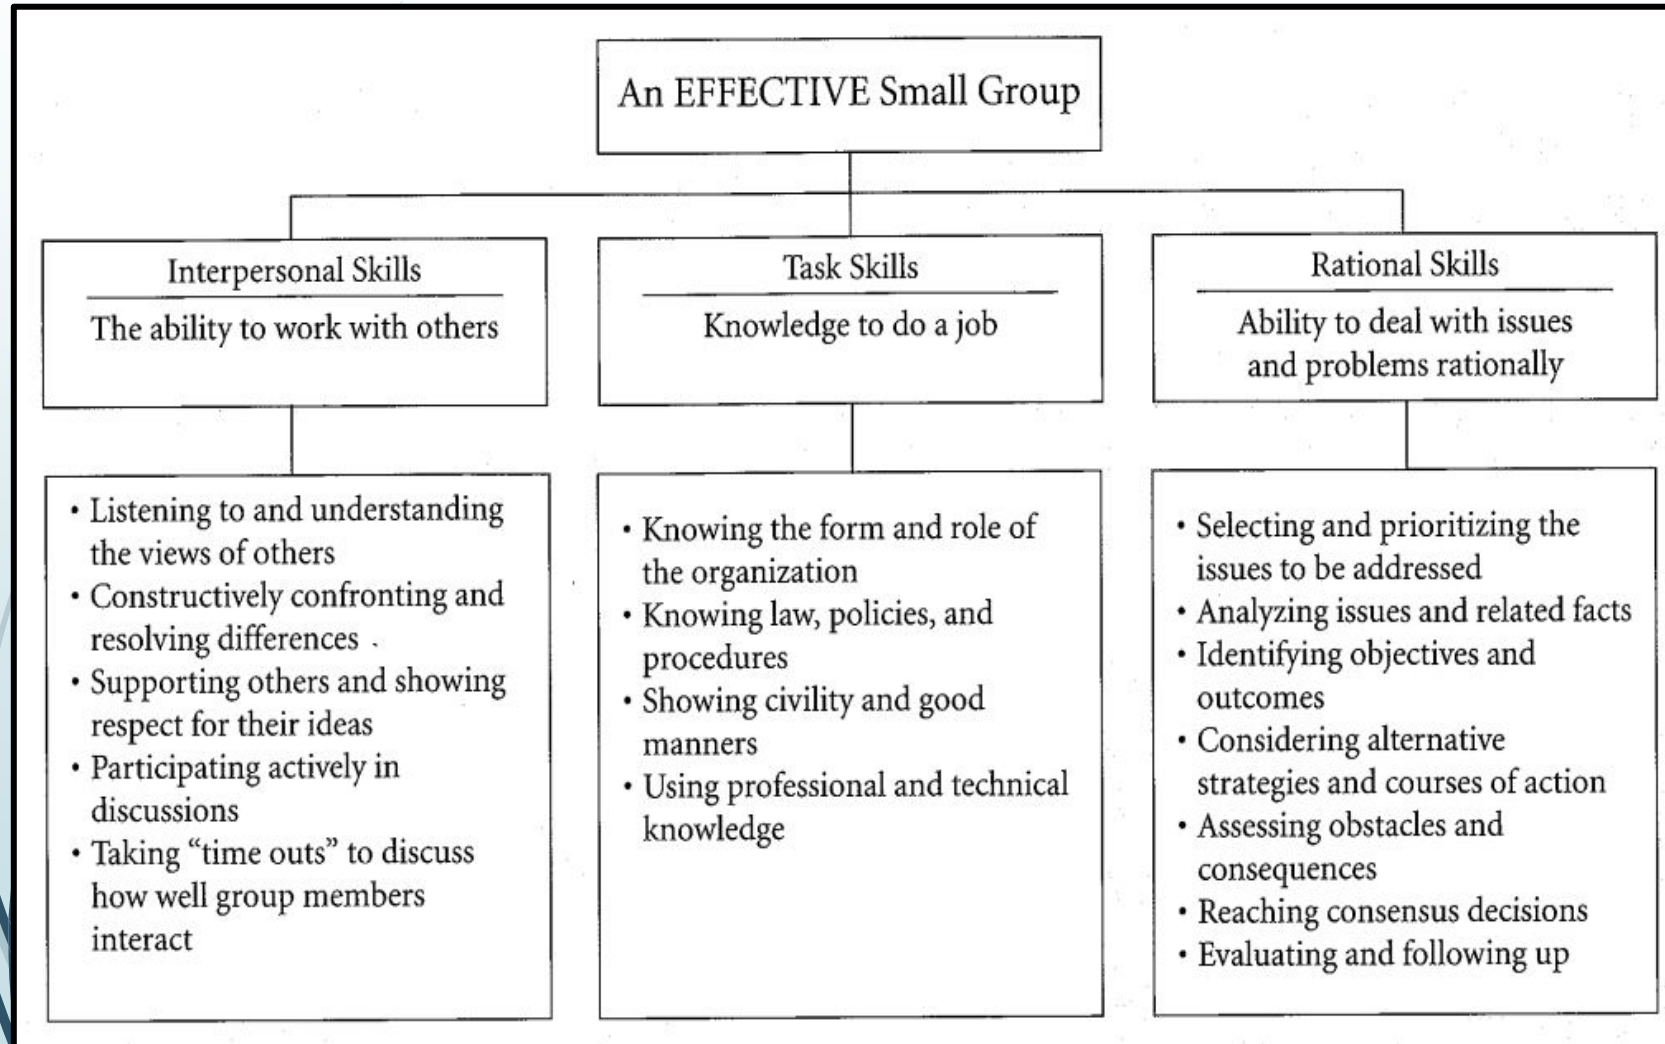 An EFFECTIVE Small Group
Interpersonal Skills
The ability to work with others
Task Skills
Knowledge to do a job
Rational Skills
Ability to deal with issues
and problems rationally
• Listening to and understanding
the views of others
• Constructively confronting and
resolving differences
• Supporting others and showing
respect for their ideas
• Participating actively in
discussions
• Taking “time outs” to discuss
how well group members
interact
• Knowing the form and role of
the organization
• Knowing law, policies, and
procedures
• Showing civility and good
manners
• Using professional and technical
knowledge
• Selecting and prioritizing the
issues to be addressed
• Analyzing issues and related facts
• Identifying objectives and
outcomes
• Considering alternative
strategies and courses of action
• Assessing obstacles and
consequences
• Reaching consensus decisions
• Evaluating and following up